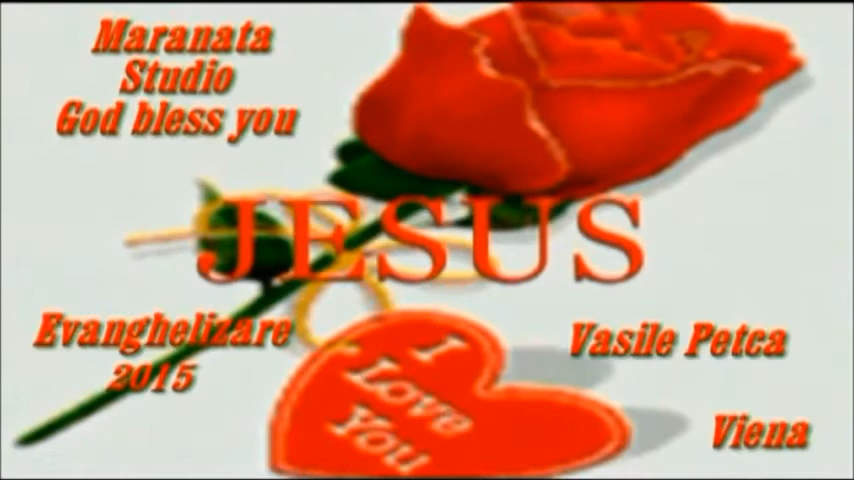 Maranata
Studio
God bless you
JESUS
Evanghelizare
2015
Vasile Petca
Viena
I
Love
You